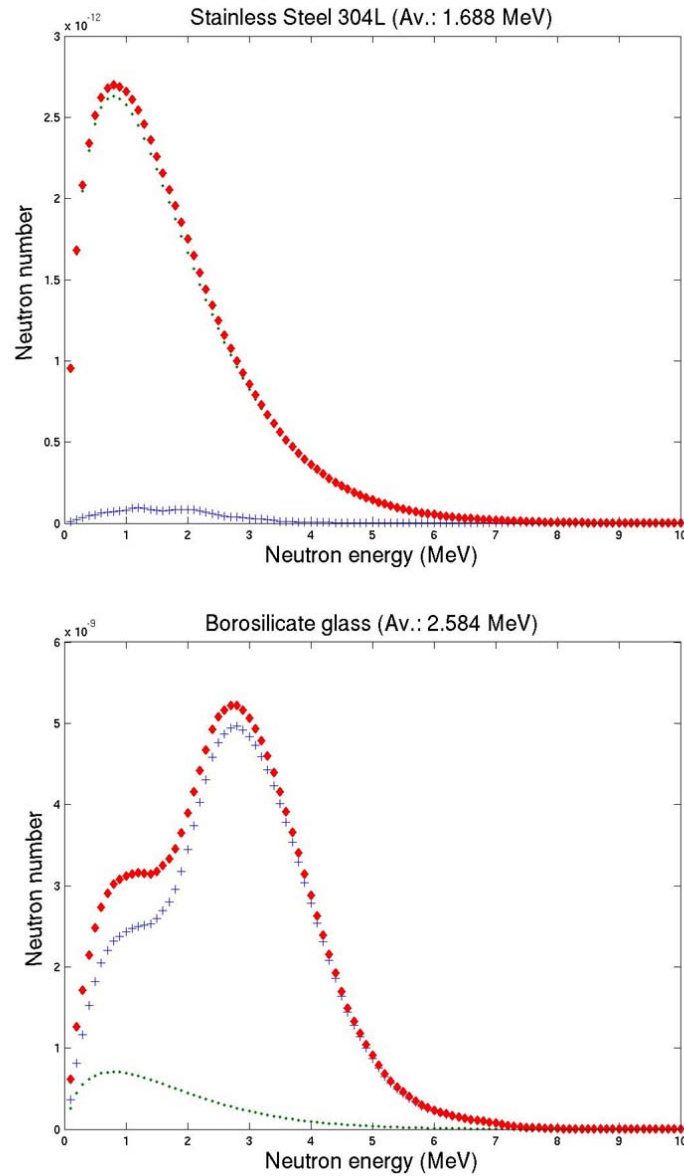 Stainless Steel 304L (Av.: 1.688 MeV)
x 10^-12
3
2.5
2
1.5
1
0.5
0
Neutron number
0 1 2 3 4 5 6 7 8 9 10
Neutron energy (MeV)
Borosilicate glass (Av.: 2.584 MeV)
x 10^-9
6
5
4
3
2
1
0
Neutron number
0 1 2 3 4 5 6 7 8 9 10
Neutron energy (MeV)